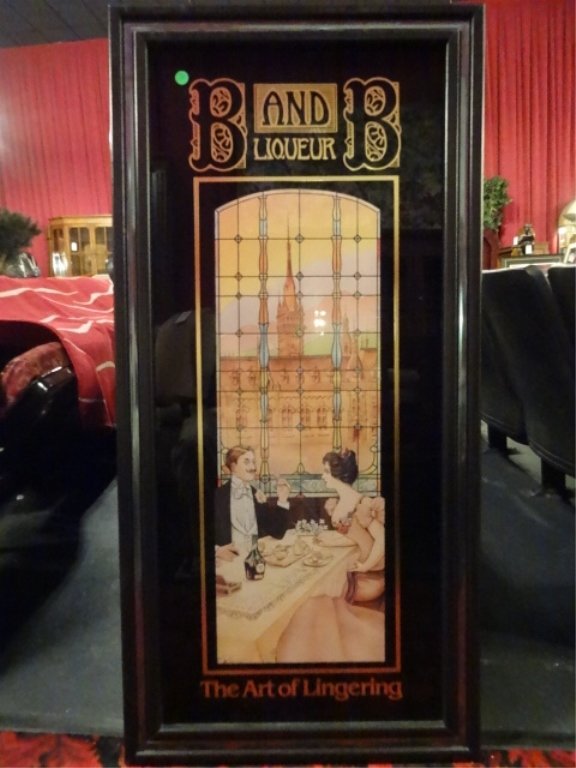 B AND B
LIQUEUR
The Art of Lingering